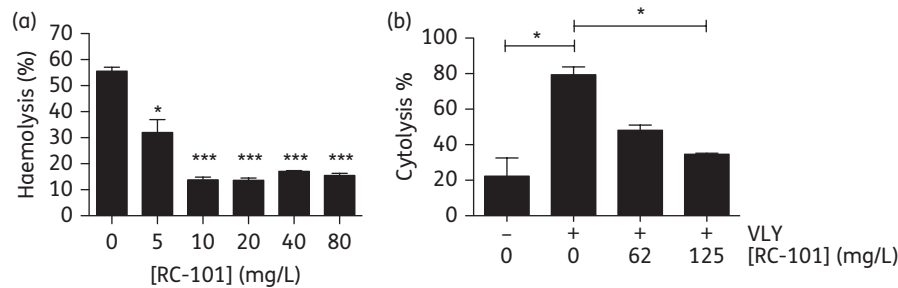 (a)
60
50
40
30
20
10
0
Haemolysis (%)
*
***
***
***
***
0 5 10 20 40 80
[RC-101] (mg/L)
(b)
100
80
60
40
20
0
Cytolysis %
*
*
– + + + VLY
0 0 62 125 [RC-101] (mg/L)